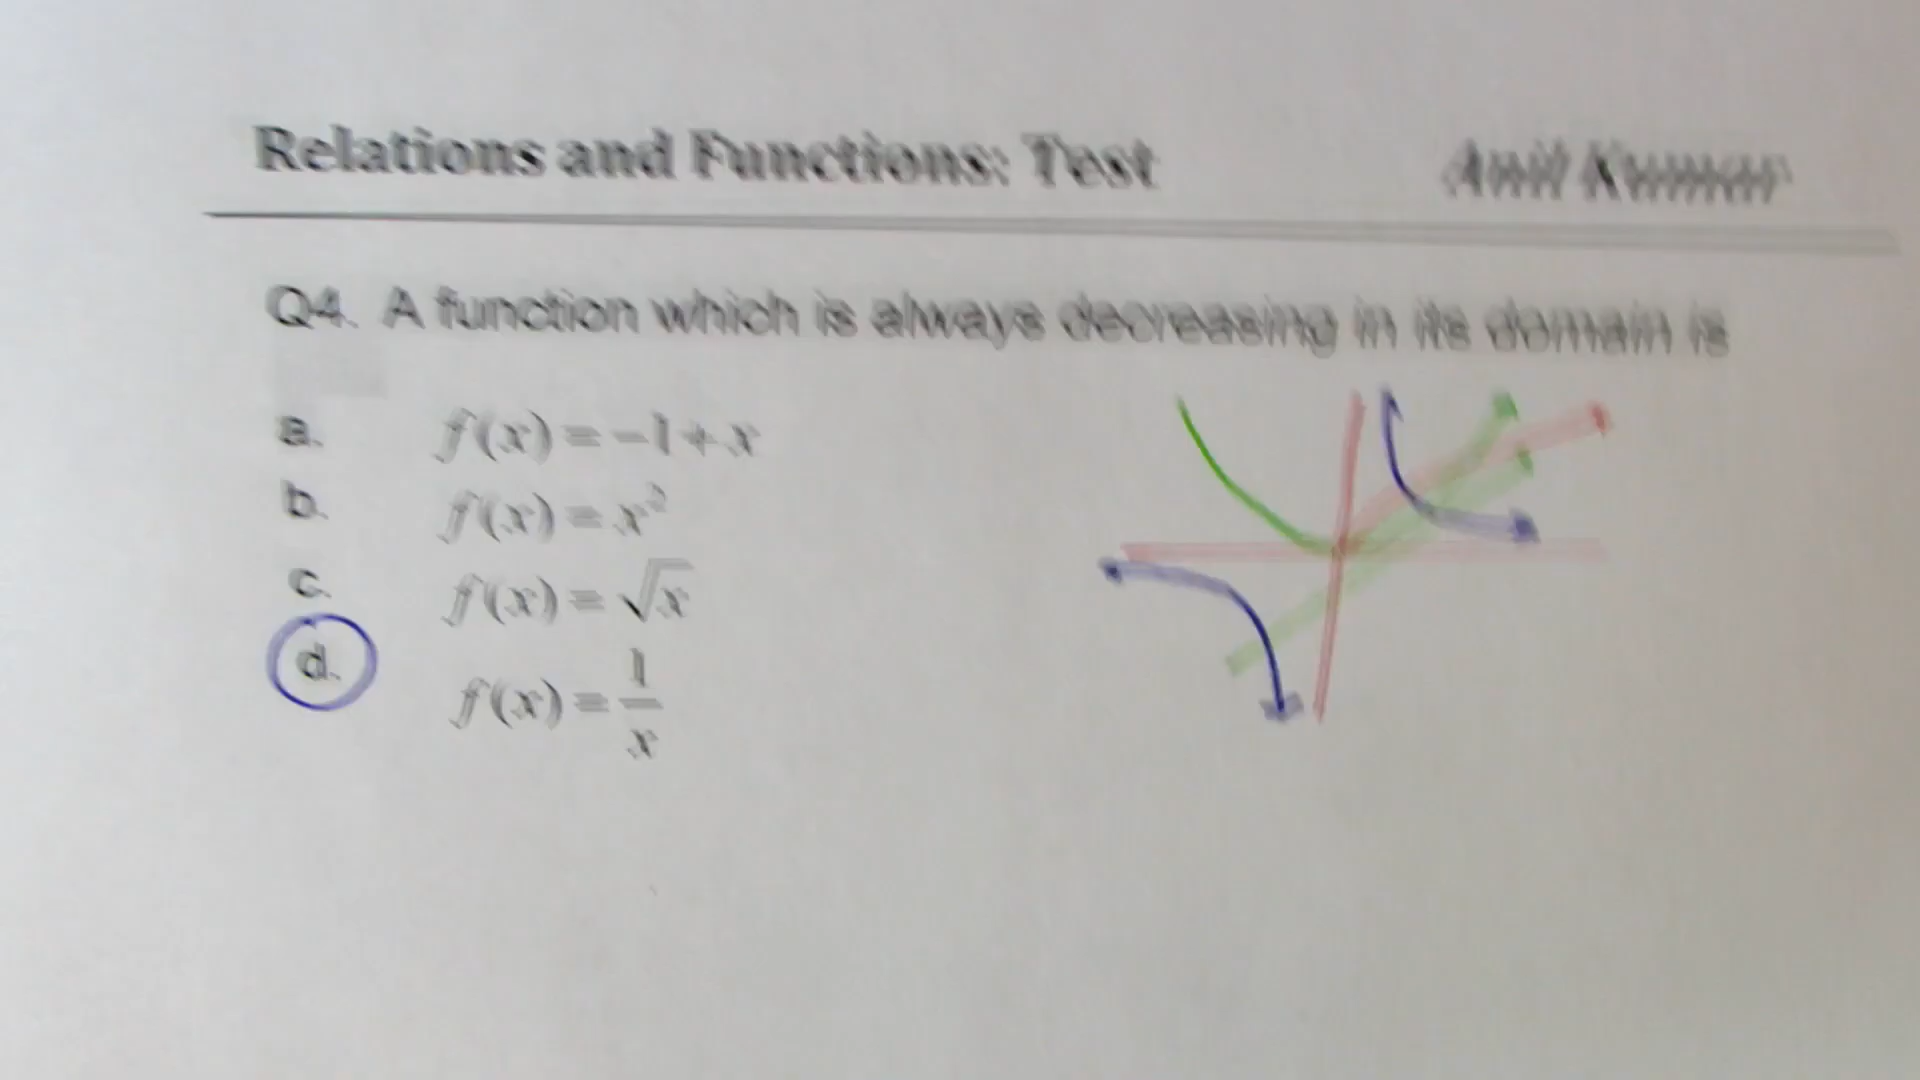 Relations and Functions: Test Anil Kumar
Q4. A function which is always decreasing in its domain is
a. f(x) = -1 + x
b. f(x) = x²
c. f(x) = √x
d. f(x) = 1/x